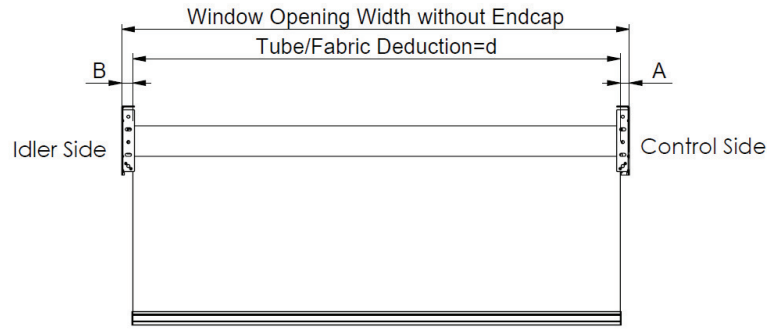 Window Opening Width without Endcap
Tube/Fabric Deduction=d
B
A
Idler Side
Control Side